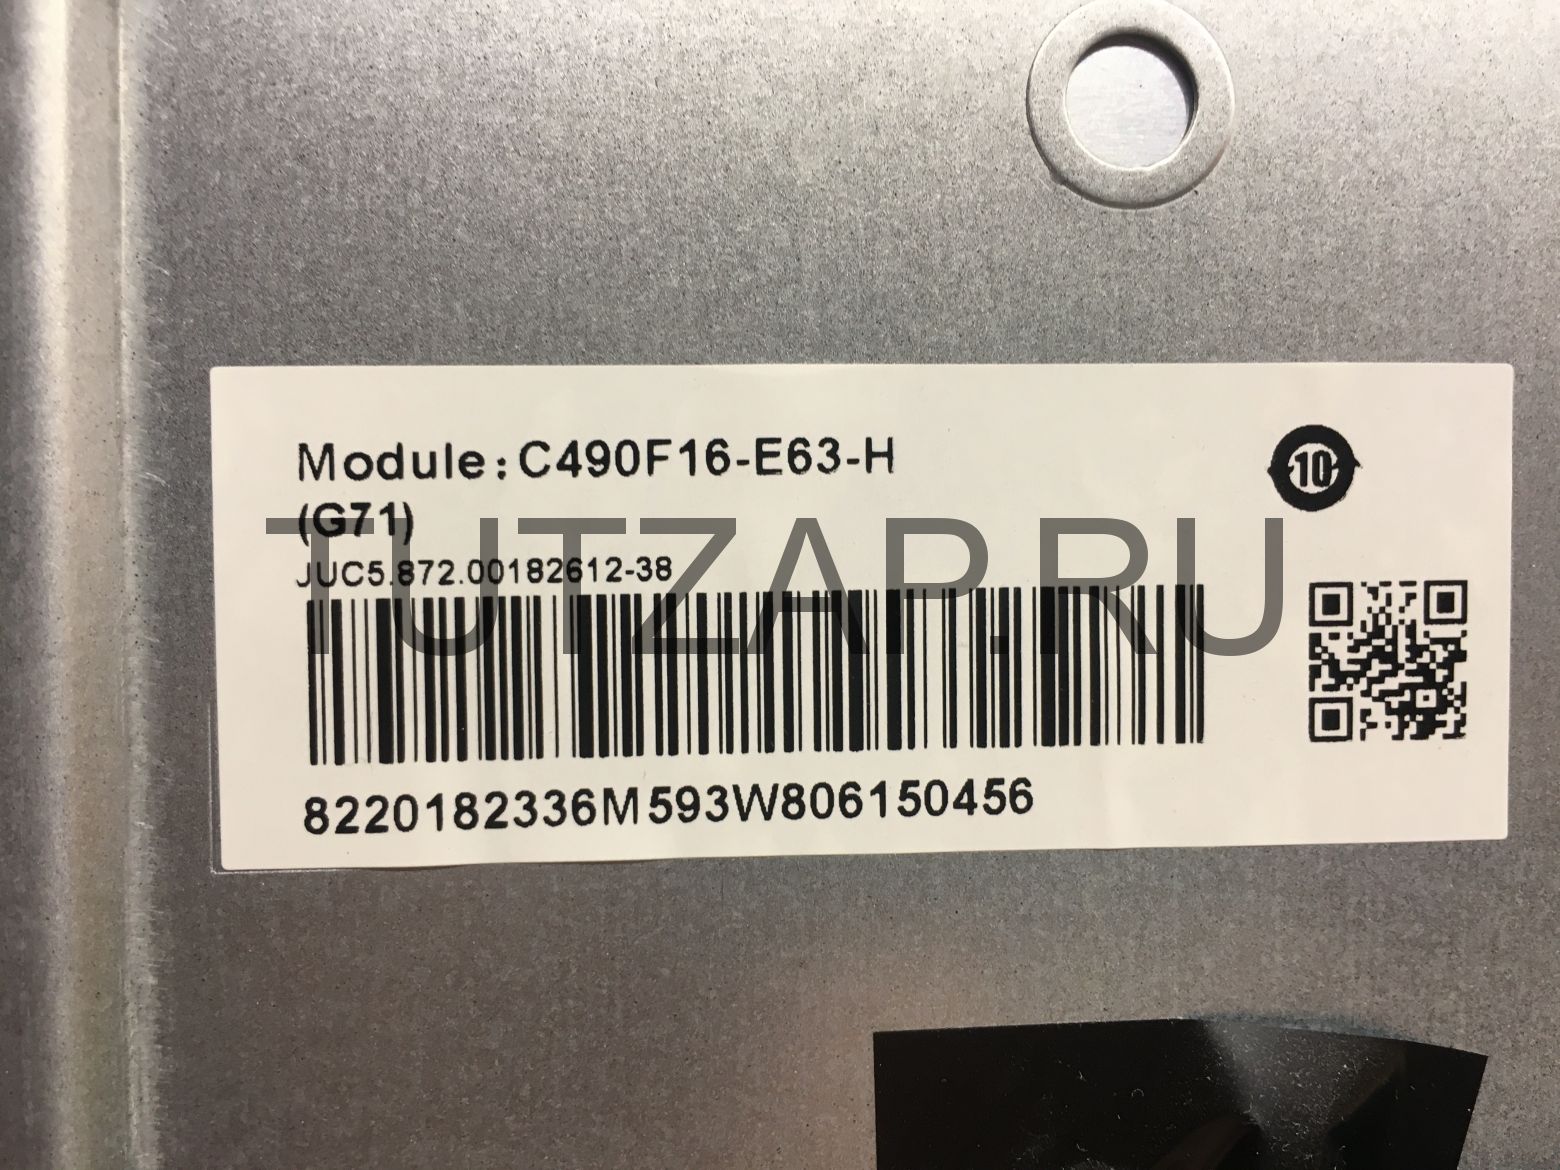 Module:C490F16-E63-H
(G71)
10
TUTZAP.RU
JUC5.872.00182612-38
8220182336M593W806150456